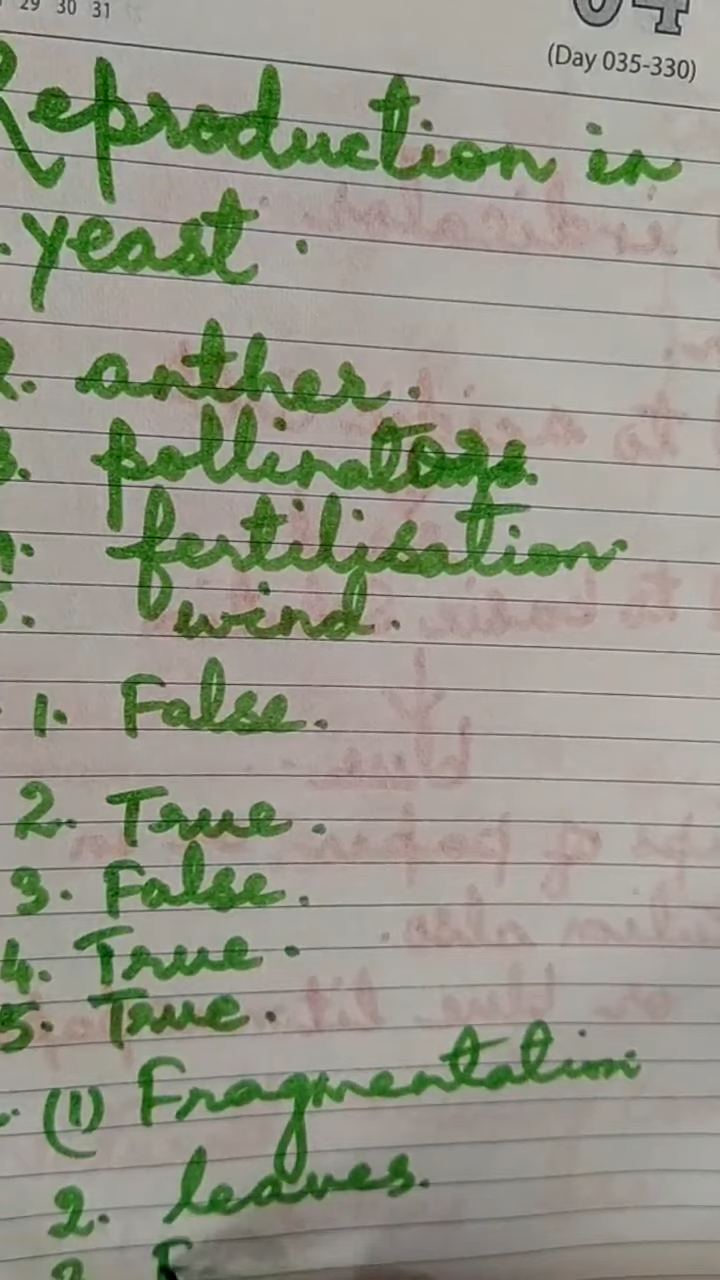 29 30 31
04
(Day 035-330)
Reproduction in
yeast.
2. anther.
3.
4. fertilisation
5. wind.
1. False.
2. True.
3. False.
4. True.
5. True.
(1) Fragmentation
2. leaves.